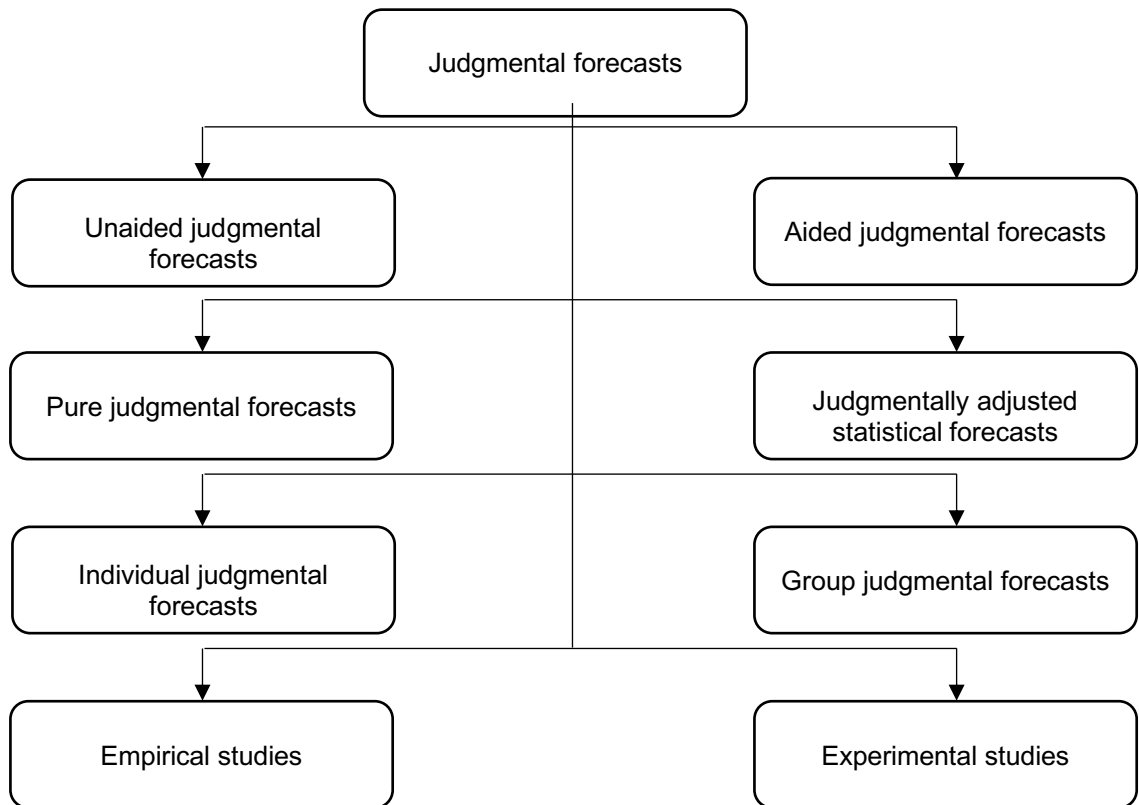 Judgmental forecasts
Unaided judgmental
forecasts
Aided judgmental forecasts
Pure judgmental forecasts
Judgmentally adjusted
statistical forecasts
Individual judgmental
forecasts
Group judgmental forecasts
Empirical studies
Experimental studies